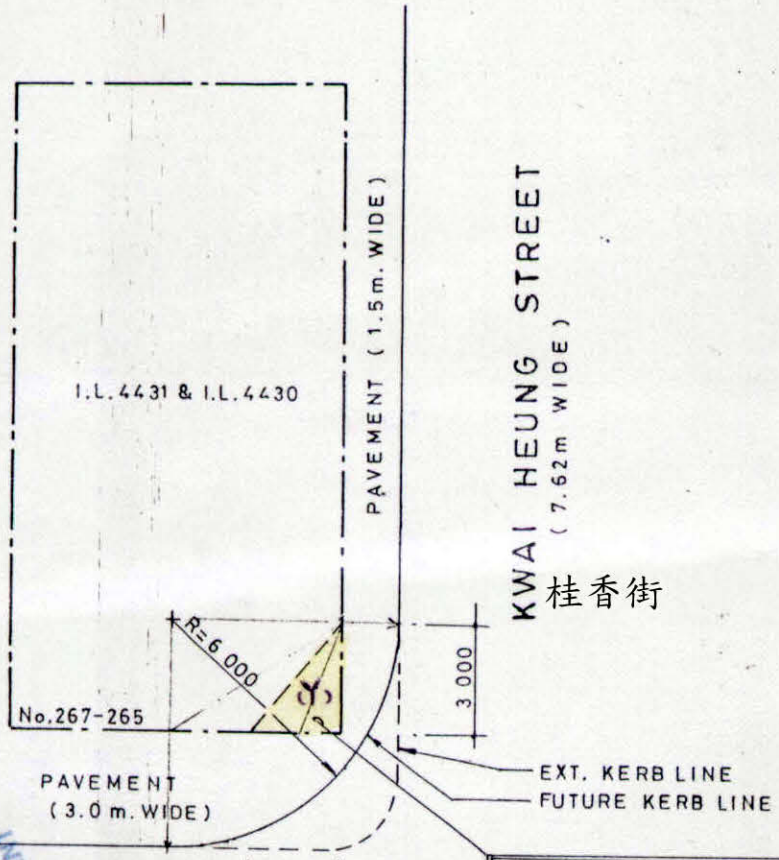 PAVEMENT ( 1.5m. WIDE )
KWAI HEUNG STREET
( 7.62m WIDE )
桂香街
I.L.4431 & I.L.4430
R=6 000
(Y)
3 000
No.267-265
PAVEMENT
( 3.0 m. WIDE )
EXT. KERB LINE
FUTURE KERB LINE